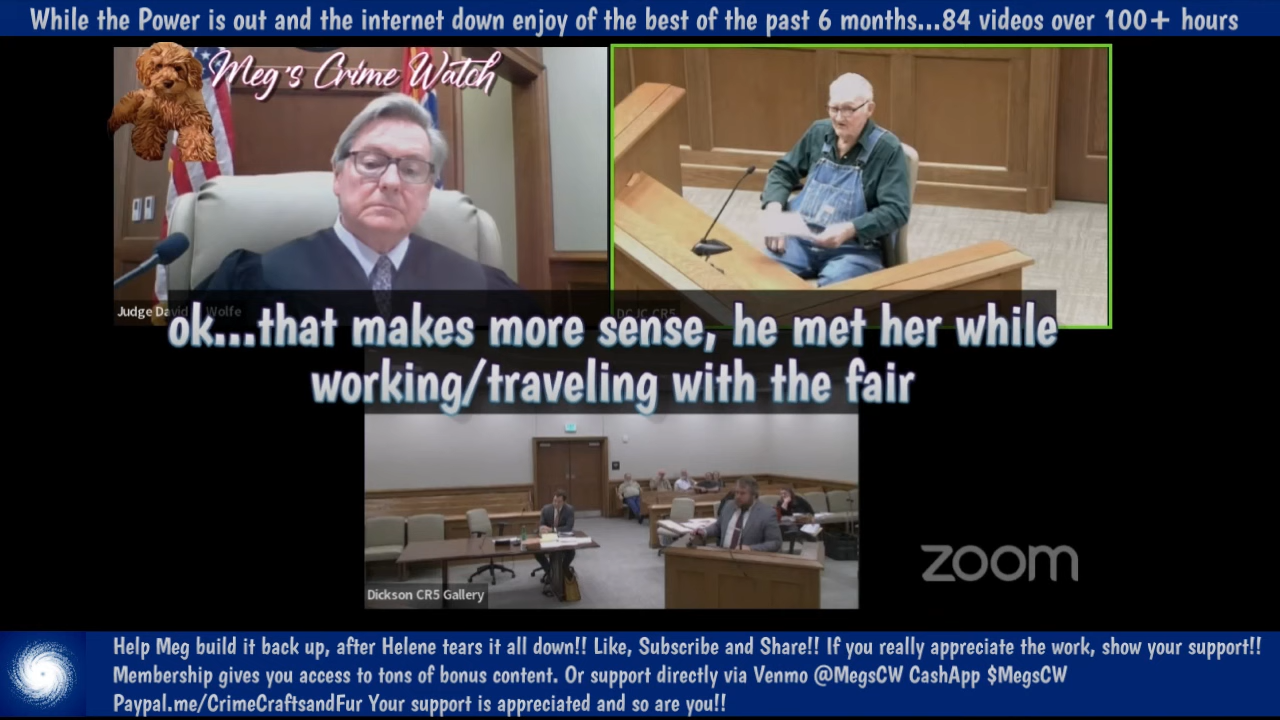 While the Power is out and the internet down enjoy of the best of the past 6 months...84 videos over 100+ hours
Meg's Crime Watch
Judge David Wolfe
DC JC CR5
ok...that makes more sense, he met her while
working/traveling with the fair
Dickson CR5 Gallery
zoom
Help Meg build it back up, after Helene tears it all down!! Like, Subscribe and Share!! If you really appreciate the work, show your support!!
Membership gives you access to tons of bonus content. Or support directly via Venmo @MegsCW CashApp $MegsCW
Paypal.me/CrimeCraftsandFur Your support is appreciated and so are you!!